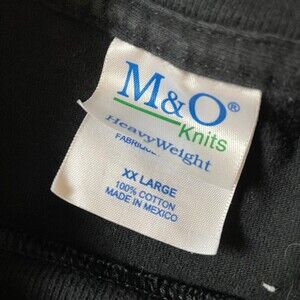 M&O®
Knits
HeavyWeight
XX LARGE
100% COTTON
MADE IN MEXICO